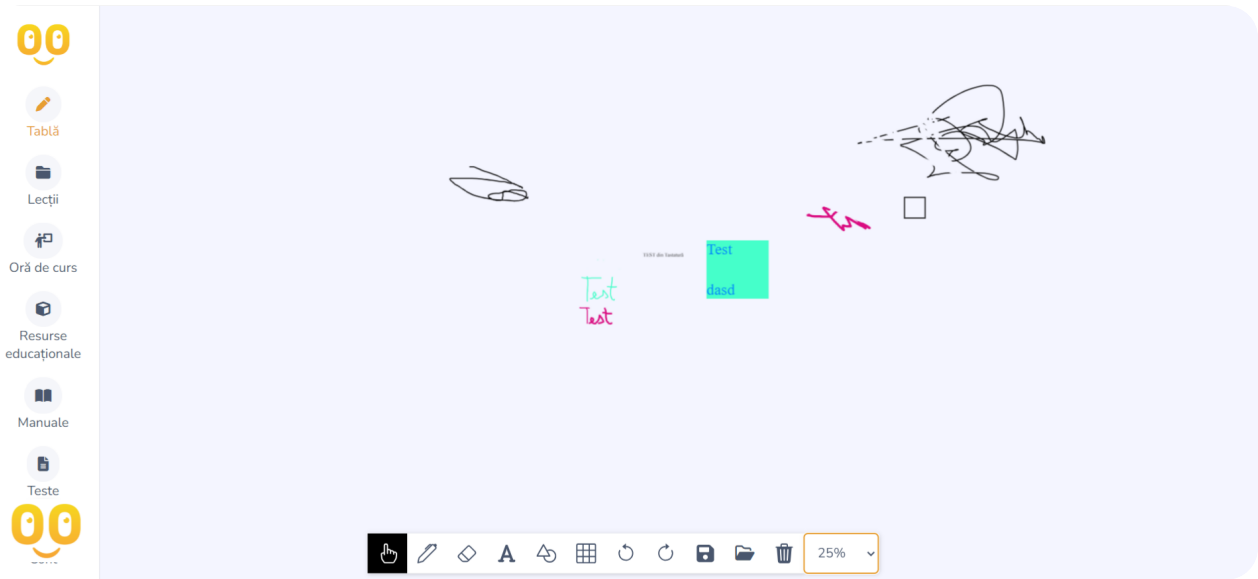 Tablă
Lecții
Oră de curs
Resurse
educaționale
Manuale
Teste
Test
dasd
Test
Test
25%